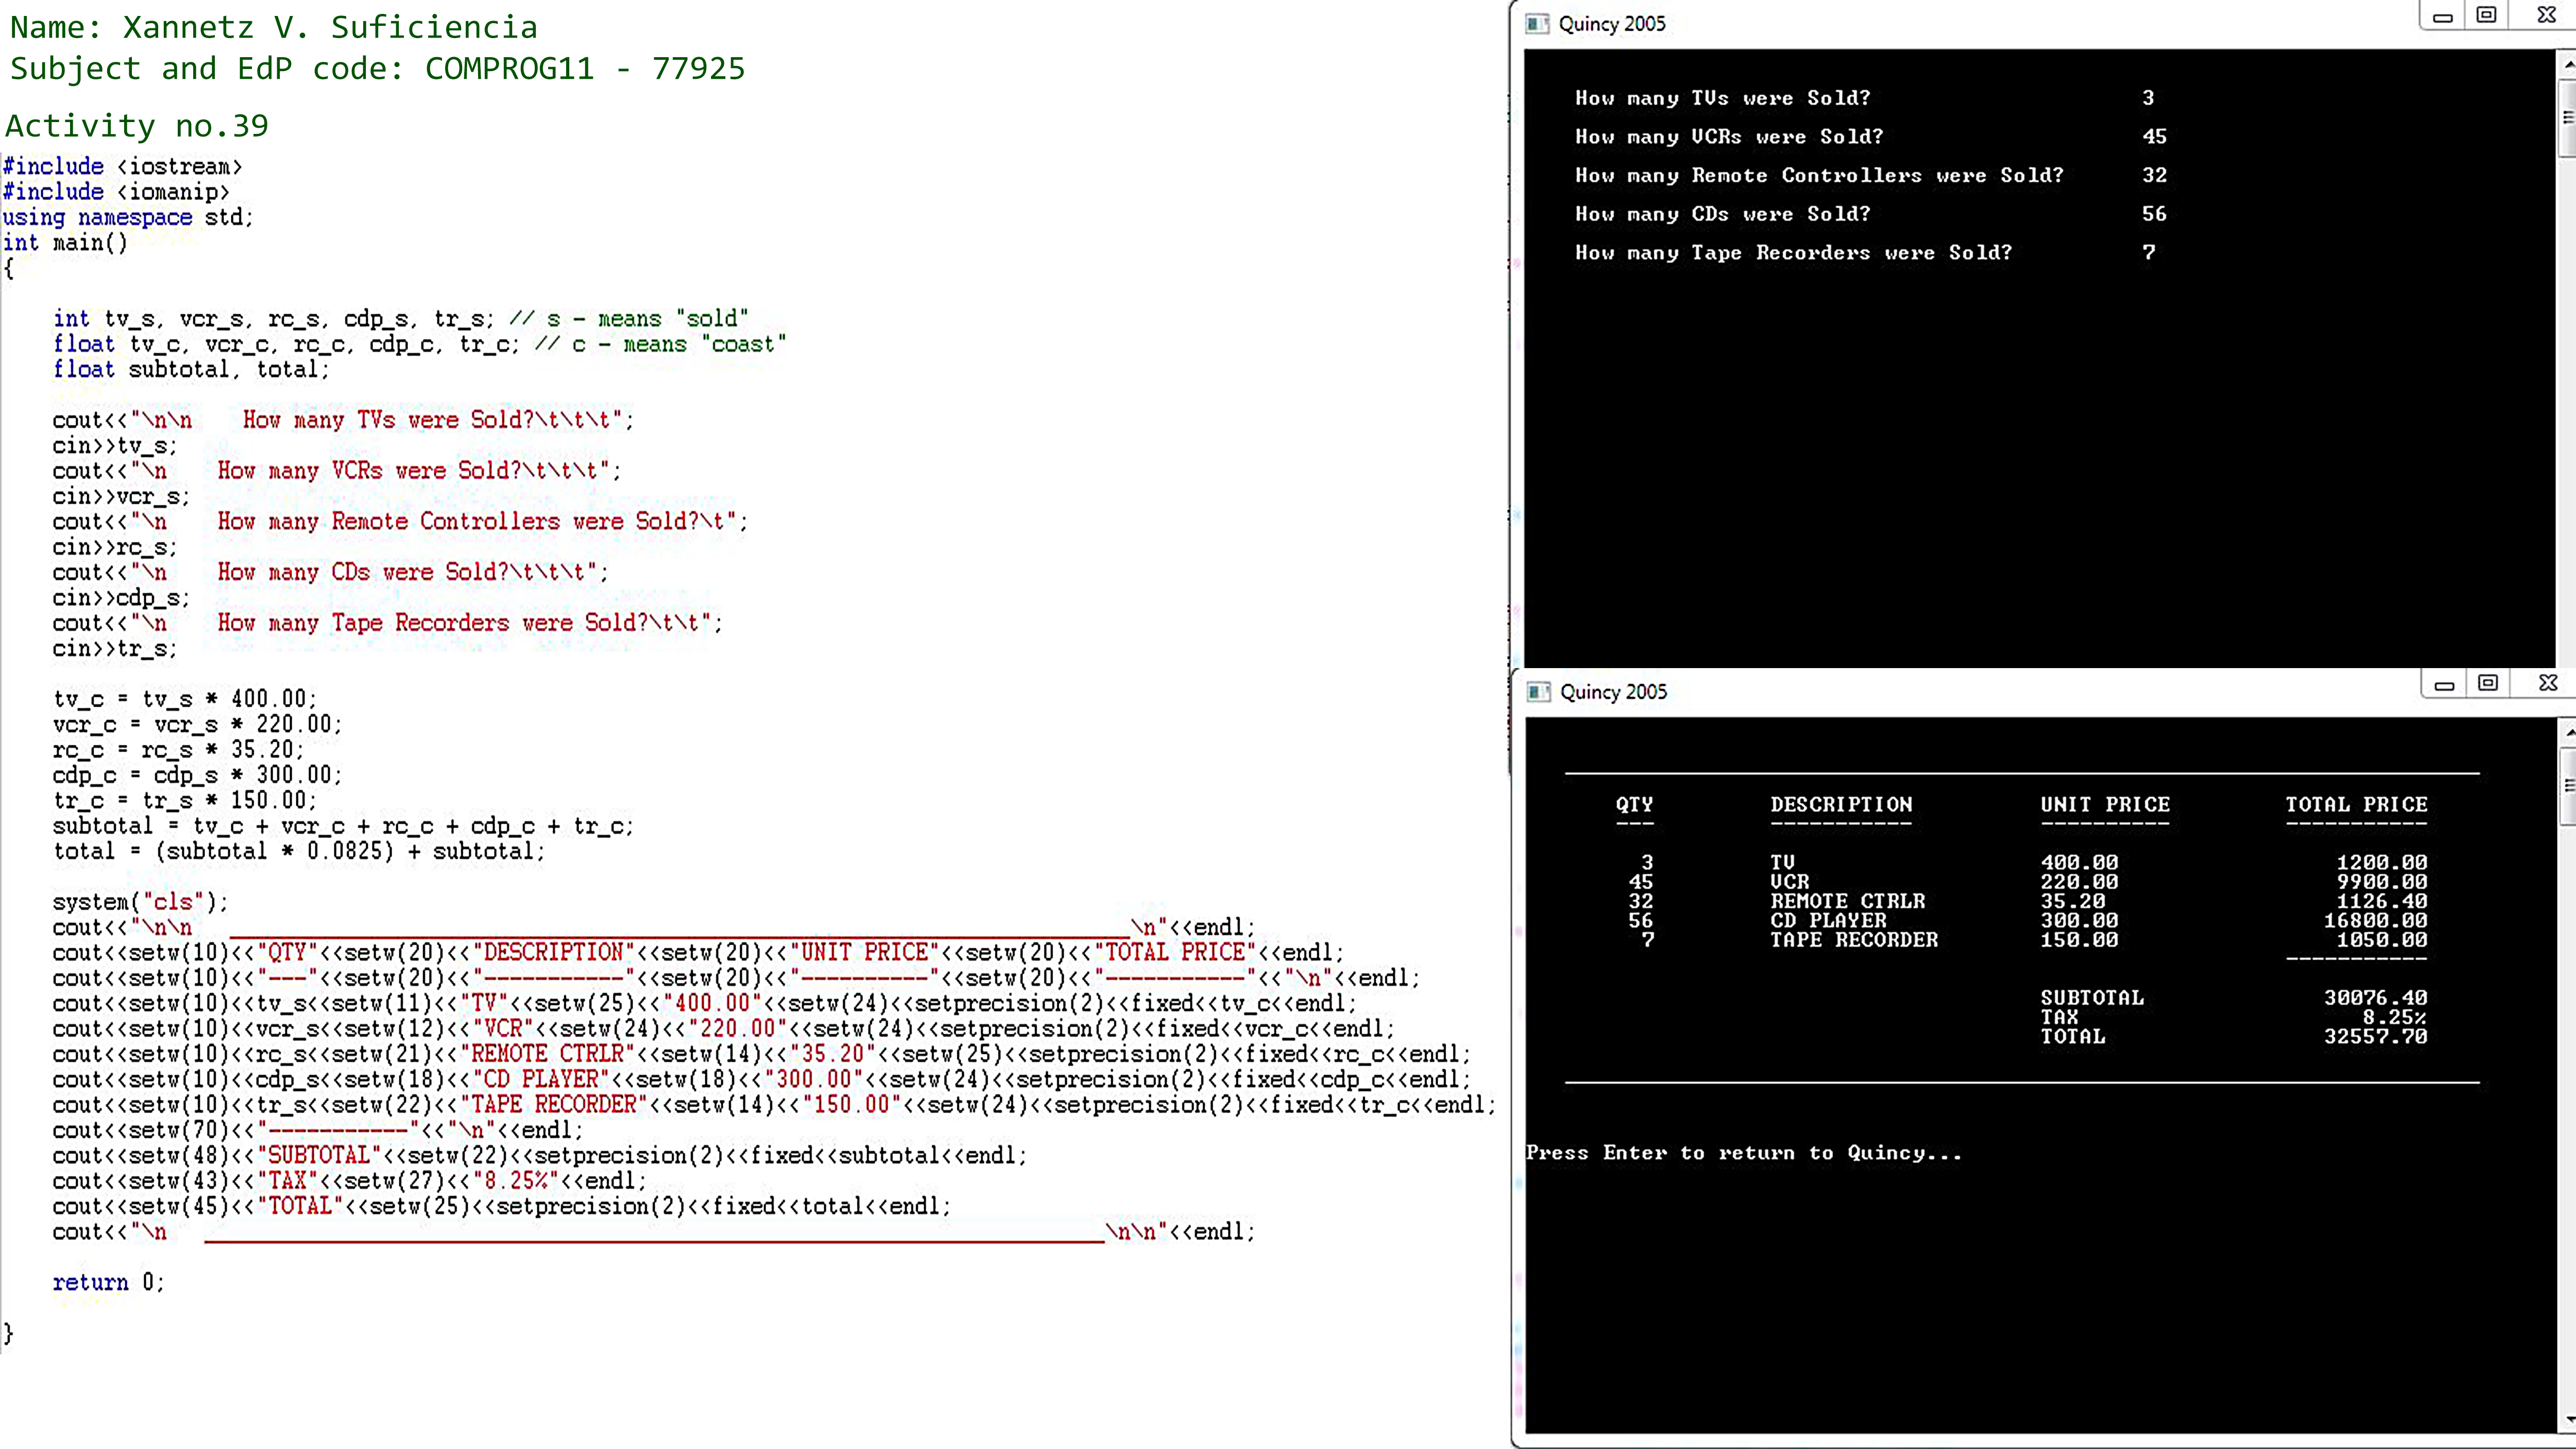 Name: Xannetz V. Suficiencia
Subject and EdP code: COMPROG11 - 77925
Activity no.39
#include <iostream>
#include <iomanip>
using namespace std;
int main()
{
int tv_s, vcr_s, rc_s, cdp_s, tr_s; // s - means "sold"
float tv_c, vcr_c, rc_c, cdp_c, tr_c; // c - means "coast"
float subtotal, total;
cout<<"\n\n    How many TVs were Sold?\t\t\t";
cin>>tv_s;
cout<<"\n    How many VCRs were Sold?\t\t\t";
cin>>vcr_s;
cout<<"\n    How many Remote Controllers were Sold?\t";
cin>>rc_s;
cout<<"\n    How many CDs were Sold?\t\t\t";
cin>>cdp_s;
cout<<"\n    How many Tape Recorders were Sold?\t\t";
cin>>tr_s;
tv_c = tv_s * 400.00;
vcr_c = vcr_s * 220.00;
rc_c = rc_s * 35.20;
cdp_c = cdp_s * 300.00;
tr_c = tr_s * 150.00;
subtotal = tv_c + vcr_c + rc_c + cdp_c + tr_c;
total = (subtotal * 0.0825) + subtotal;
system("cls");
cout<<"\n\n   _______________________________________________________________________\n"<<endl;
cout<<setw(10)<<"QTY"<<setw(20)<<"DESCRIPTION"<<setw(20)<<"UNIT PRICE"<<setw(20)<<"TOTAL PRICE"<<endl;
cout<<setw(10)<<"---"<<setw(20)<<"-----------"<<setw(20)<<"----------"<<setw(20)<<"-----------"<<"\n"<<endl;
cout<<setw(10)<<tv_s<<setw(11)<<"TV"<<setw(25)<<"400.00"<<setw(24)<<setprecision(2)<<fixed<<tv_c<<endl;
cout<<setw(10)<<vcr_s<<setw(12)<<"VCR"<<setw(24)<<"220.00"<<setw(24)<<setprecision(2)<<fixed<<vcr_c<<endl;
cout<<setw(10)<<rc_s<<setw(21)<<"REMOTE CTRLR"<<setw(14)<<"35.20"<<setw(25)<<setprecision(2)<<fixed<<rc_c<<endl;
cout<<setw(10)<<cdp_s<<setw(18)<<"CD PLAYER"<<setw(18)<<"300.00"<<setw(24)<<setprecision(2)<<fixed<<cdp_c<<endl;
cout<<setw(10)<<tr_s<<setw(22)<<"TAPE RECORDER"<<setw(14)<<"150.00"<<setw(24)<<setprecision(2)<<fixed<<tr_c<<endl;
cout<<setw(70)<<"-----------"<<"\n"<<endl;
cout<<setw(48)<<"SUBTOTAL"<<setw(22)<<setprecision(2)<<fixed<<subtotal<<endl;
cout<<setw(43)<<"TAX"<<setw(27)<<"8.25%"<<endl;
cout<<setw(45)<<"TOTAL"<<setw(25)<<setprecision(2)<<fixed<<total<<endl;
cout<<"\n   _______________________________________________________________________\n\n"<<endl;
return 0;
}
Quincy 2005
How many TVs were Sold? 3
How many VCRs were Sold? 45
How many Remote Controllers were Sold? 32
How many CDs were Sold? 56
How many Tape Recorders were Sold? 7
Quincy 2005
QTY DESCRIPTION UNIT PRICE TOTAL PRICE
--- ----------- ---------- -----------
3 TV 400.00 1200.00
45 VCR 220.00 9900.00
32 REMOTE CTRLR 35.20 1126.40
56 CD PLAYER 300.00 16800.00
7 TAPE RECORDER 150.00 1050.00
-----------
SUBTOTAL 30076.40
TAX 8.25%
TOTAL 32557.70
Press Enter to return to Quincy...